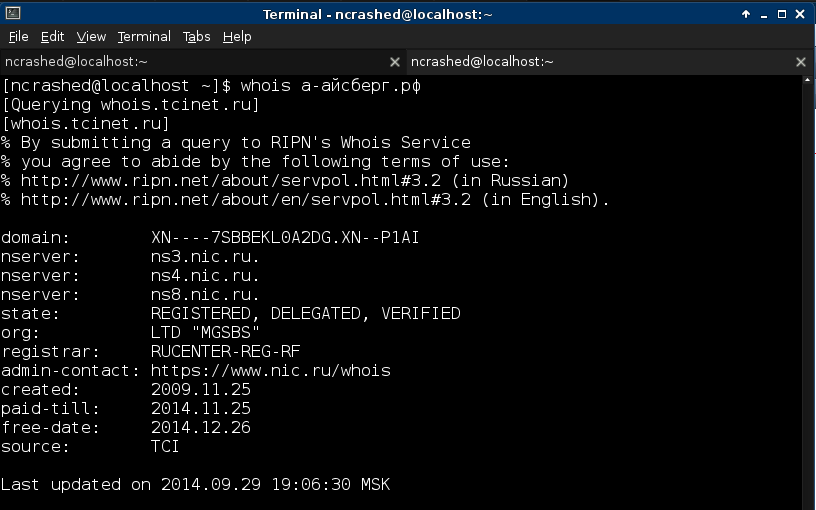 Terminal - ncrashed@localhost:~
File Edit View Terminal Tabs Help
ncrashed@localhost:~ ncrashed@localhost:~
[ncrashed@localhost ~]$ whois а-айсберг.рф
[Querying whois.tcinet.ru]
[whois.tcinet.ru]
% By submitting a query to RIPN's Whois Service
% you agree to abide by the following terms of use:
% http://www.ripn.net/about/servpol.html#3.2 (in Russian)
% http://www.ripn.net/about/en/servpol.html#3.2 (in English).
domain: XN----7SBBEKL0A2DG.XN--P1AI
nserver: ns3.nic.ru.
nserver: ns4.nic.ru.
nserver: ns8.nic.ru.
state: REGISTERED, DELEGATED, VERIFIED
org: LTD "MGSBS"
registrar: RUCENTER-REG-RF
admin-contact: https://www.nic.ru/whois
created: 2009.11.25
paid-till: 2014.11.25
free-date: 2014.12.26
source: TCI
Last updated on 2014.09.29 19:06:30 MSK